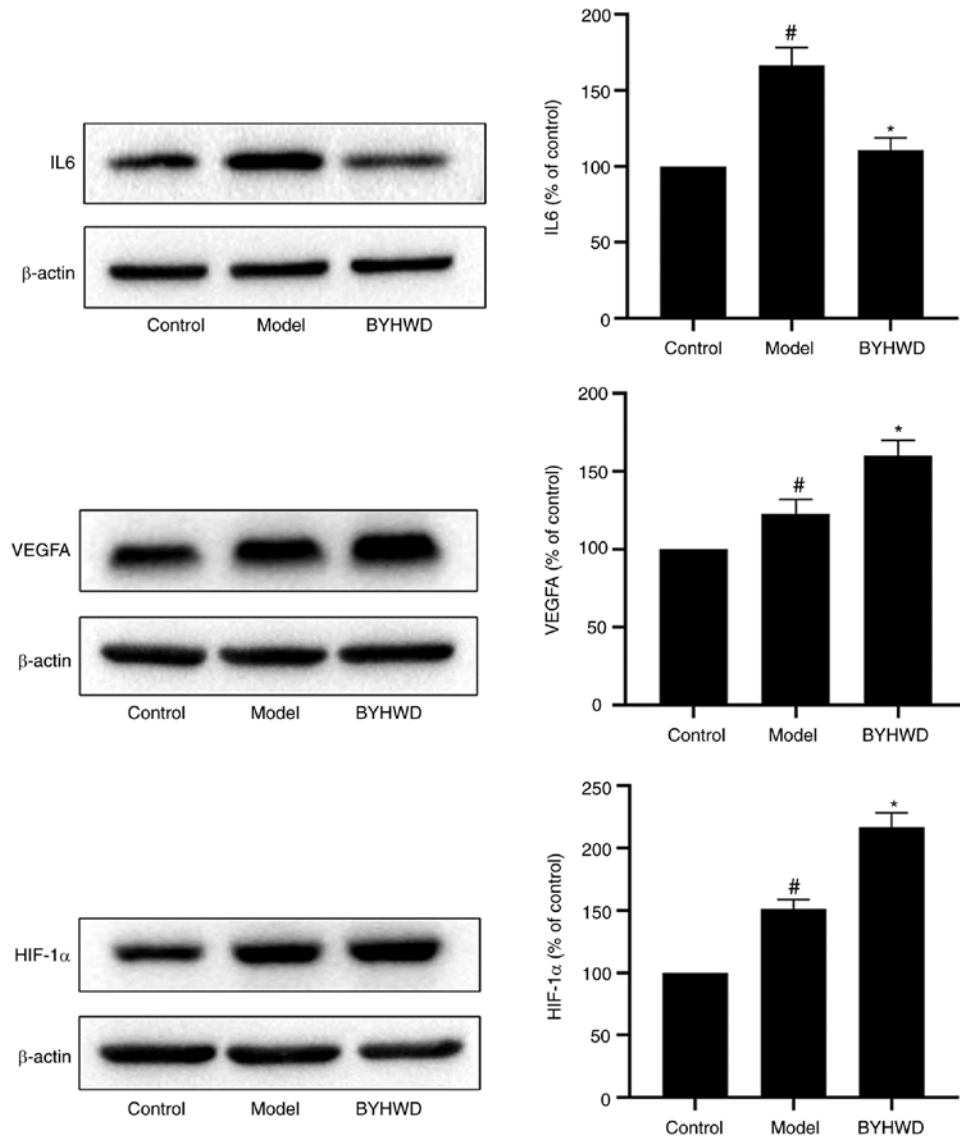 IL6
β-actin
Control Model BYHWD
IL6 (% of control)
200
150
100
50
0
#
*
Control Model BYHWD
VEGFA
β-actin
Control Model BYHWD
VEGFA (% of control)
200
150
100
50
0
#
*
Control Model BYHWD
HIF-1α
β-actin
Control Model BYHWD
HIF-1α (% of control)
250
200
150
100
50
0
#
*
Control Model BYHWD